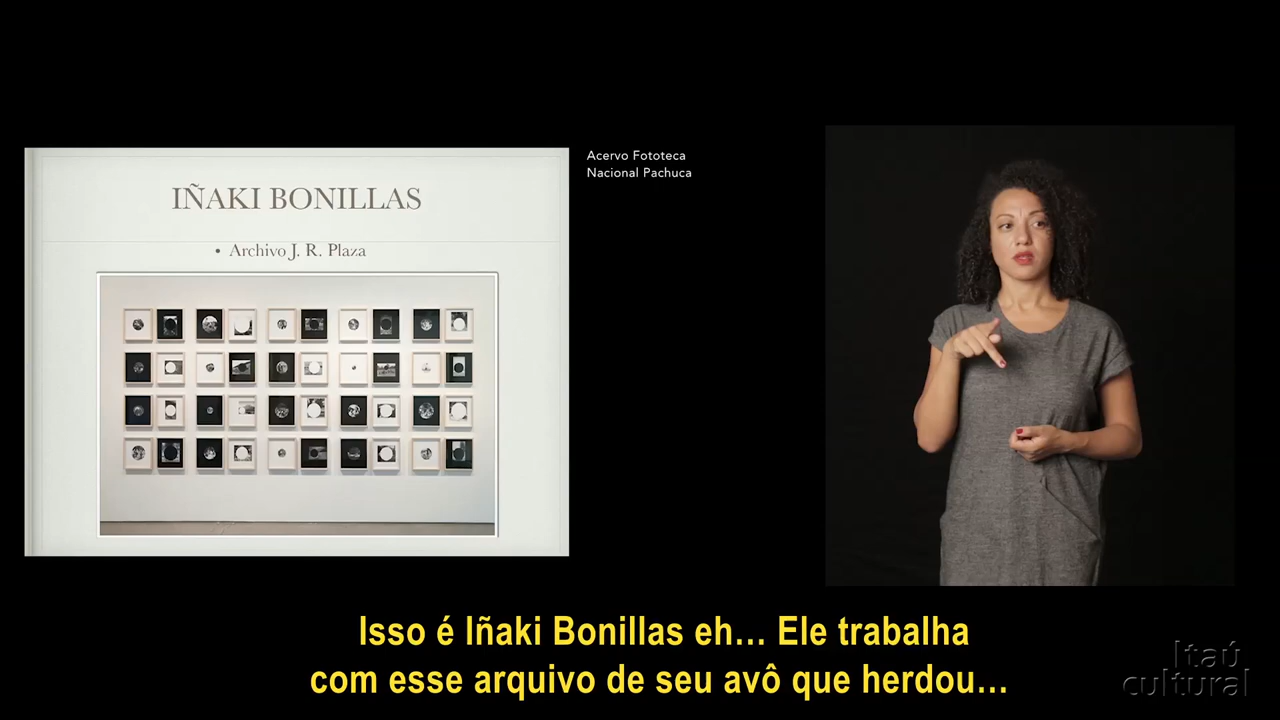 IÑAKI BONILLAS
• Archivo J. R. Plaza
Acervo Fototeca
Nacional Pachuca
Isso é Iñaki Bonillas eh... Ele trabalha
com esse arquivo de seu avô que herdou...
Itaú
cultural